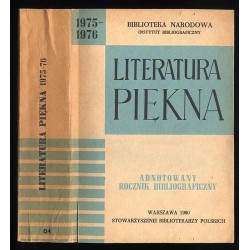 LITERATURA PIĘKNA 1975-76
04
1975-
1976
BIBLIOTEKA NARODOWA
INSTYTUT BIBLIOGRAFICZNY
LITERATURA
PIĘKNA
ADNOTOWANY
ROCZNIK BIBLIOGRAFICZNY
WARSZAWA 1980
STOWARZYSZENIE BIBLIOTEKARZY POLSKICH